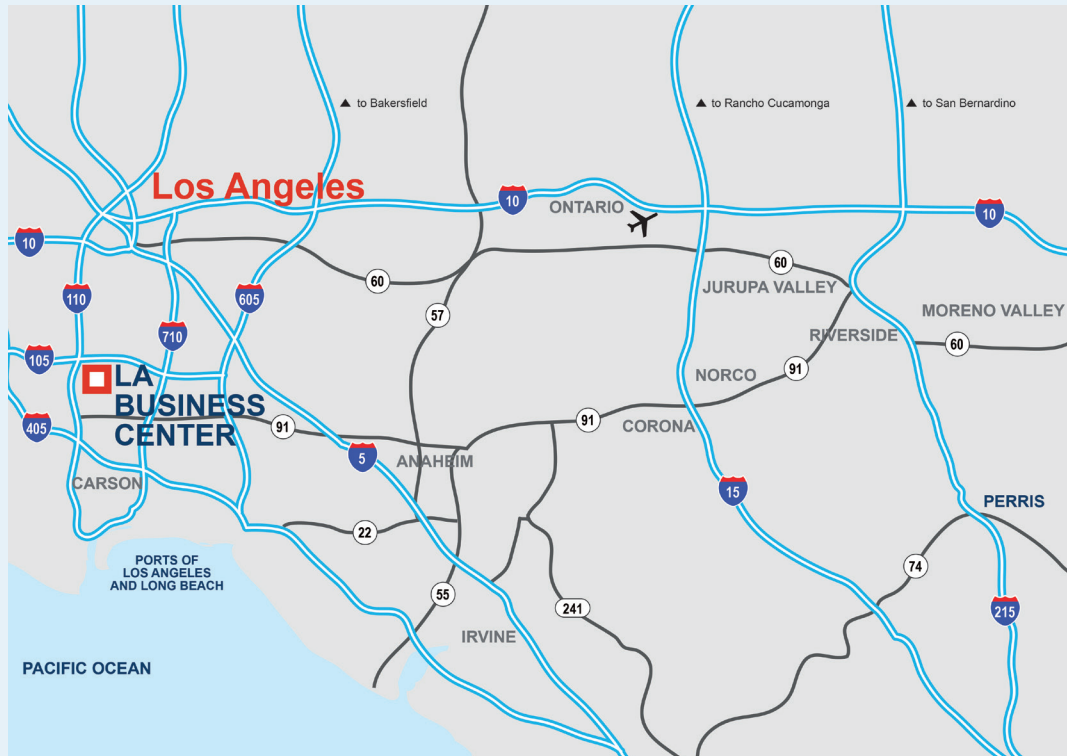 to Bakersfield
to Rancho Cucamonga
to San Bernardino
Los Angeles
10
ONTARIO
10
10
60
60
JURUPA VALLEY
110
605
57
MORENO VALLEY
710
RIVERSIDE
60
105
LA
BUSINESS
CENTER
NORCO
91
405
91
91
CORONA
5
ANAHEIM
CARSON
15
PERRIS
22
PORTS OF
LOS ANGELES
AND LONG BEACH
74
55
241
215
IRVINE
PACIFIC OCEAN